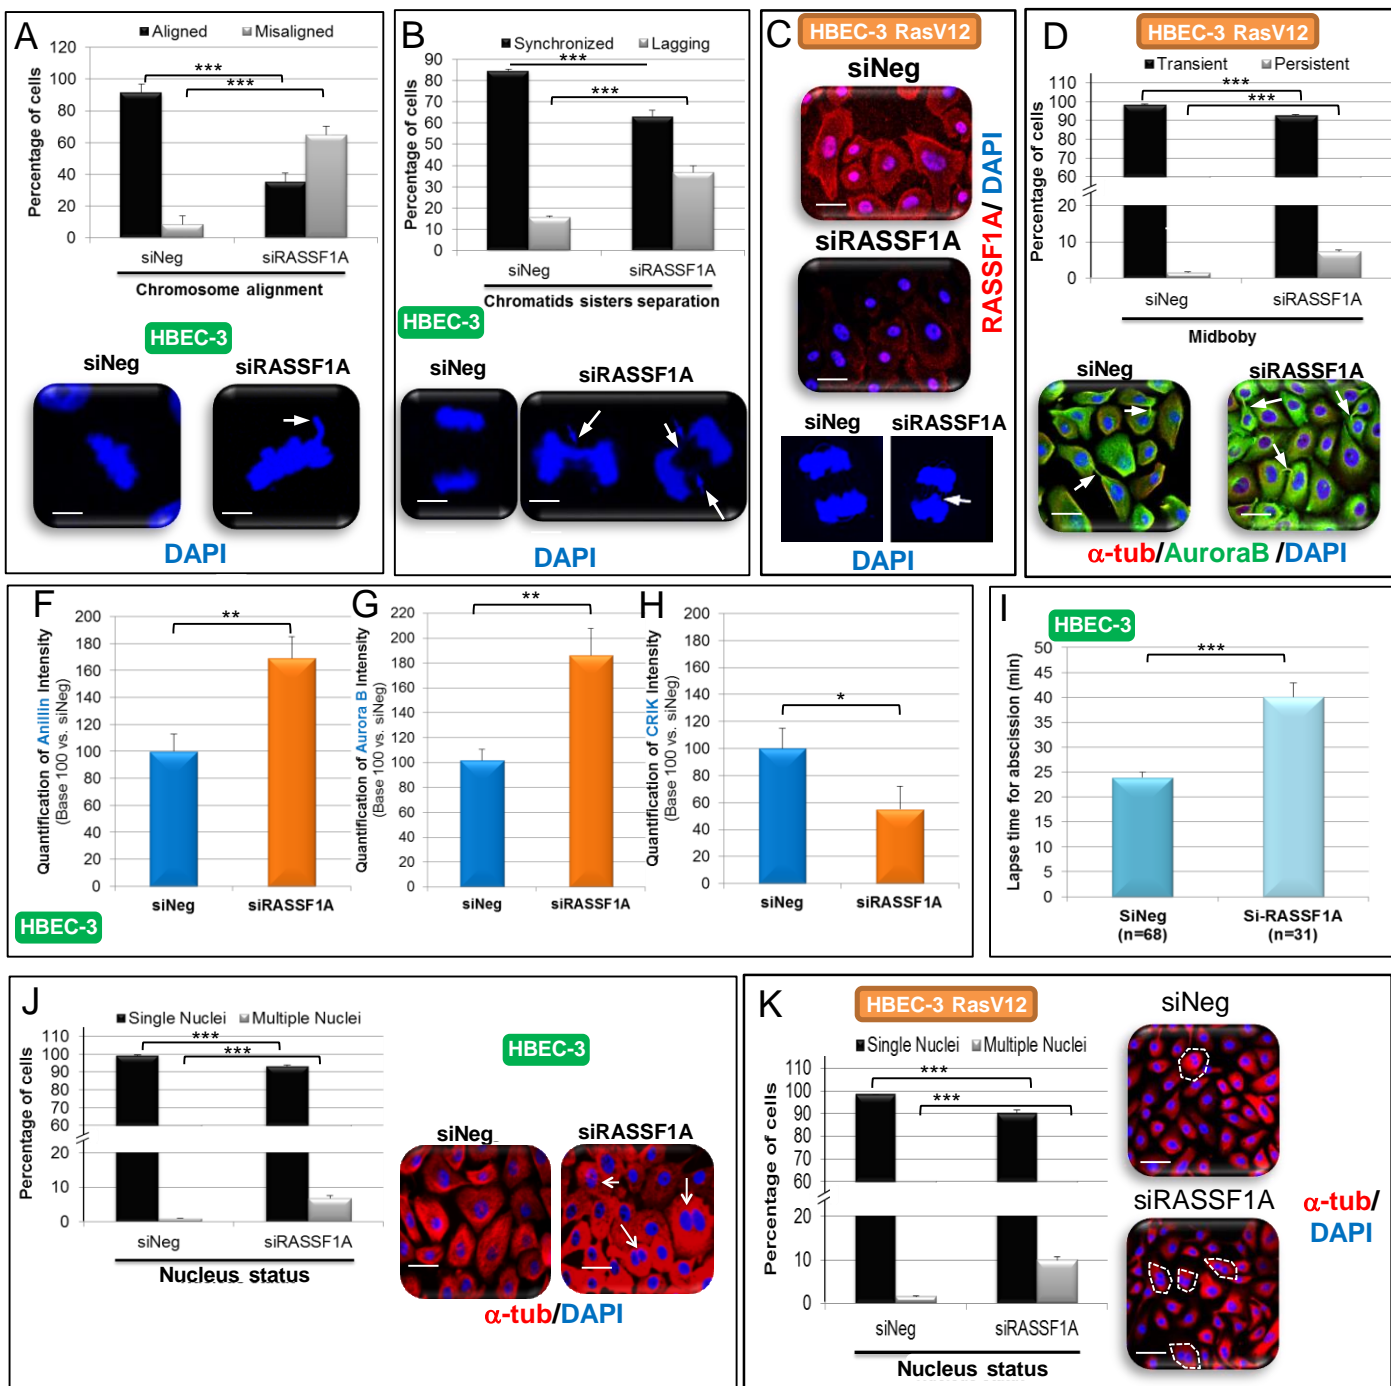 A
Aligned Misaligned
120
100
80
60
40
20
0
Percentage of cells
***
***
siNeg siRASSF1A
Chromosome alignment
HBEC-3
siNeg siRASSF1A
DAPI
B
Synchronized Lagging
90
80
70
60
50
40
30
20
10
0
Percentage of cells
***
***
siNeg siRASSF1A
Chromatids sisters separation
HBEC-3
siNeg siRASSF1A
DAPI
C
HBEC-3 RasV12
siNeg
siRASSF1A
RASSF1A/ DAPI
siNeg siRASSF1A
DAPI
D
HBEC-3 RasV12
Transient Persistent
110
100
90
80
70
60
20
10
0
Percentage of cells
***
***
siNeg siRASSF1A
Midboby
siNeg siRASSF1A
α-tub/AuroraB /DAPI
F
200
180
160
140
120
100
80
60
40
20
0
Quantification of Anillin Intensity
(Base 100 vs. siNeg)
**
siNeg siRASSF1A
HBEC-3
G
220
200
180
160
140
120
100
80
60
40
20
0
Quantification of Aurora B Intensity
(Base 100 vs. siNeg)
**
siNeg siRASSF1A
H
200
180
160
140
120
100
80
60
40
20
0
Quantification of CRIK Intensity
(Base 100 vs. siNeg)
*
siNeg siRASSF1A
I
HBEC-3
50
45
40
35
30
25
20
15
10
5
0
Lapse time for abscission (min)
***
SiNeg Si-RASSF1A
(n=68) (n=31)
J
Single Nuclei Multiple Nuclei
110
100
90
80
70
60
20
10
0
Percentage of cells
***
***
siNeg siRASSF1A
Nucleus status
HBEC-3
siNeg siRASSF1A
α-tub/DAPI
K
HBEC-3 RasV12
Single Nuclei Multiple Nuclei
110
100
90
80
70
60
20
10
0
Percentage of cells
***
***
siNeg siRASSF1A
Nucleus status
siNeg
siRASSF1A
α-tub/
DAPI